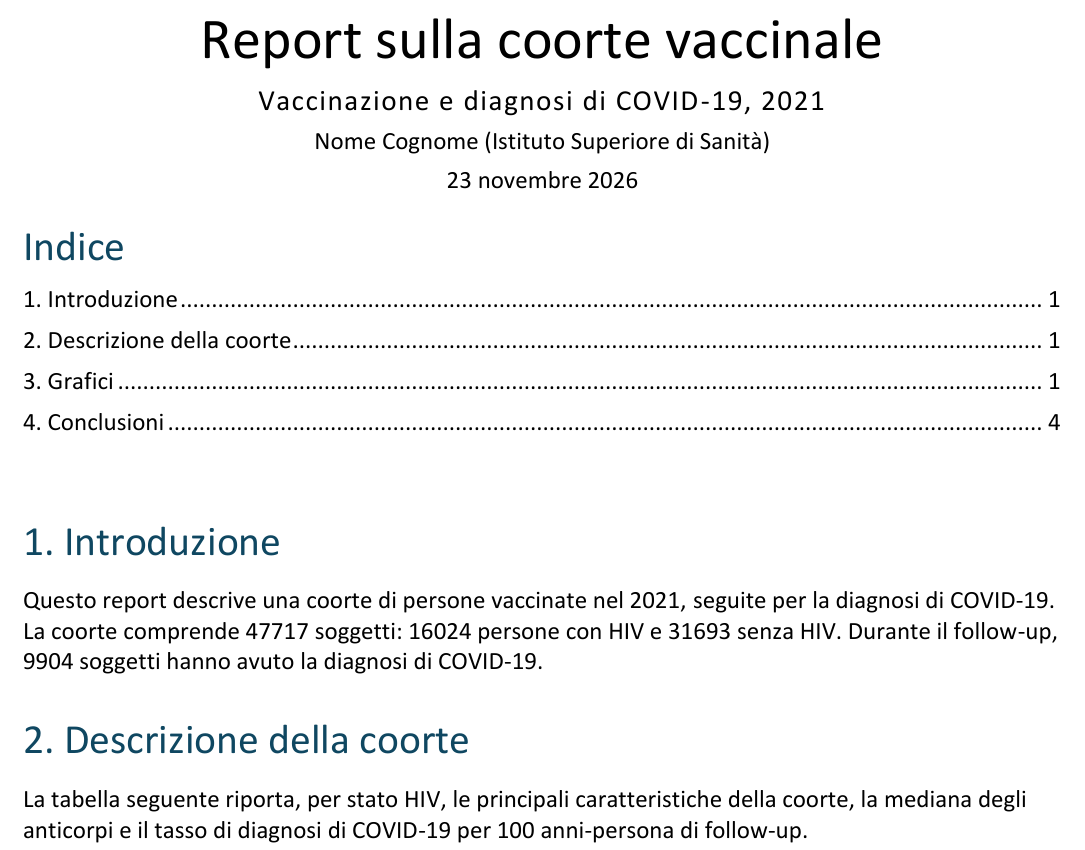 Report sulla coorte vaccinale
Vaccinazione e diagnosi di COVID-19, 2021
Nome Cognome (Istituto Superiore di Sanità)
23 novembre 2026
Indice
1. Introduzione........................................................................................................................................ 1
2. Descrizione della coorte...................................................................................................................... 1
3. Grafici .................................................................................................................................................. 1
4. Conclusioni .......................................................................................................................................... 4
1. Introduzione
Questo report descrive una coorte di persone vaccinate nel 2021, seguite per la diagnosi di COVID-19.
La coorte comprende 47717 soggetti: 16024 persone con HIV e 31693 senza HIV. Durante il follow-up,
9904 soggetti hanno avuto la diagnosi di COVID-19.
2. Descrizione della coorte
La tabella seguente riporta, per stato HIV, le principali caratteristiche della coorte, la mediana degli
anticorpi e il tasso di diagnosi di COVID-19 per 100 anni-persona di follow-up.